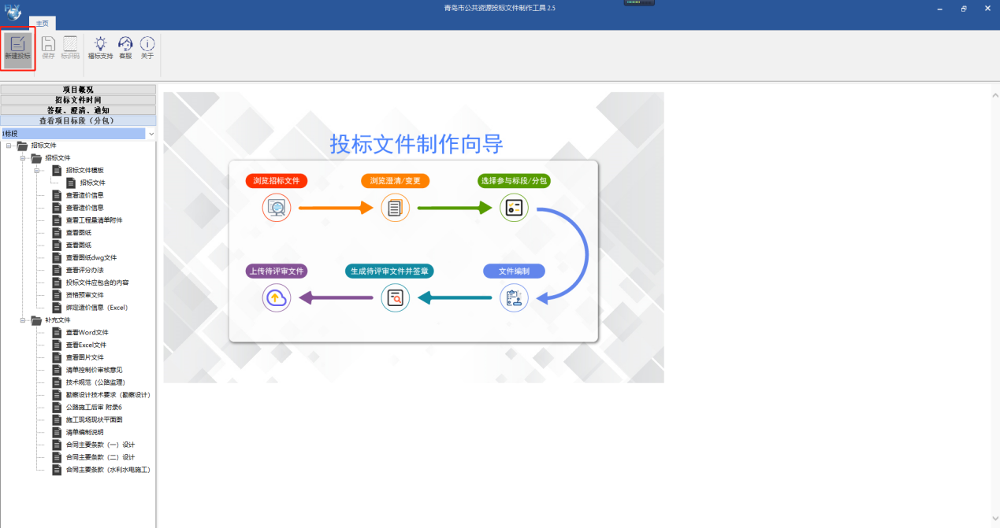 青岛市公共资源投标文件制作工具 2.5
主页
新建投标
保存
标识码
福标支持
客服
关于
项目概况
招标文件时间
答疑、澄清、通知
查看项目标段（分包）
1标段
招标文件
招标文件
招标文件模板
招标文件
查看造价信息
查看造价信息
查看工程量清单附件
查看图纸
查看图纸
查看图纸dwg文件
查看评分办法
投标文件应包含的内容
资格预审文件
绑定造价信息（Excel）
补充文件
查看Word文件
查看Excel文件
查看图片文件
清单控制价审核意见
技术规范（公路监理）
勘察设计技术要求（勘察设计）
公路施工后审 附录6
施工现场现状平面图
清单编制说明
合同主要条款（一）设计
合同主要条款（二）设计
合同主要条款（水利水电施工）
投标文件制作向导
浏览招标文件
浏览澄清/变更
选择参与标段/分包
上传待评审文件
生成待评审文件并签章
文件编制